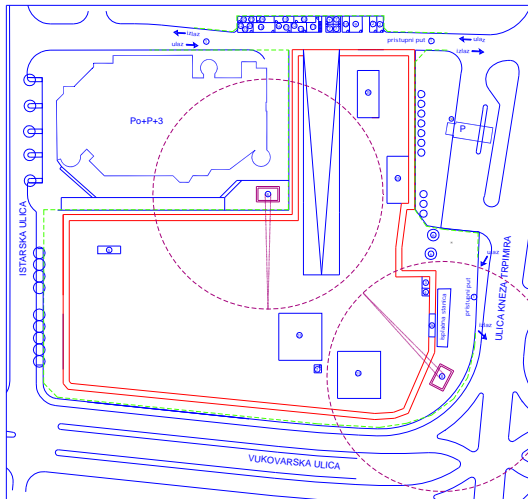 izlaz
ulaz
pristupni put
ulaz
izlaz
Po+P+3
P
ISTARSKA ULICA
ulaz
pristupni put
izlaz
ispladna stanica
ULICA KNEZA TRPIMIRA
VUKOVARSKA ULICA